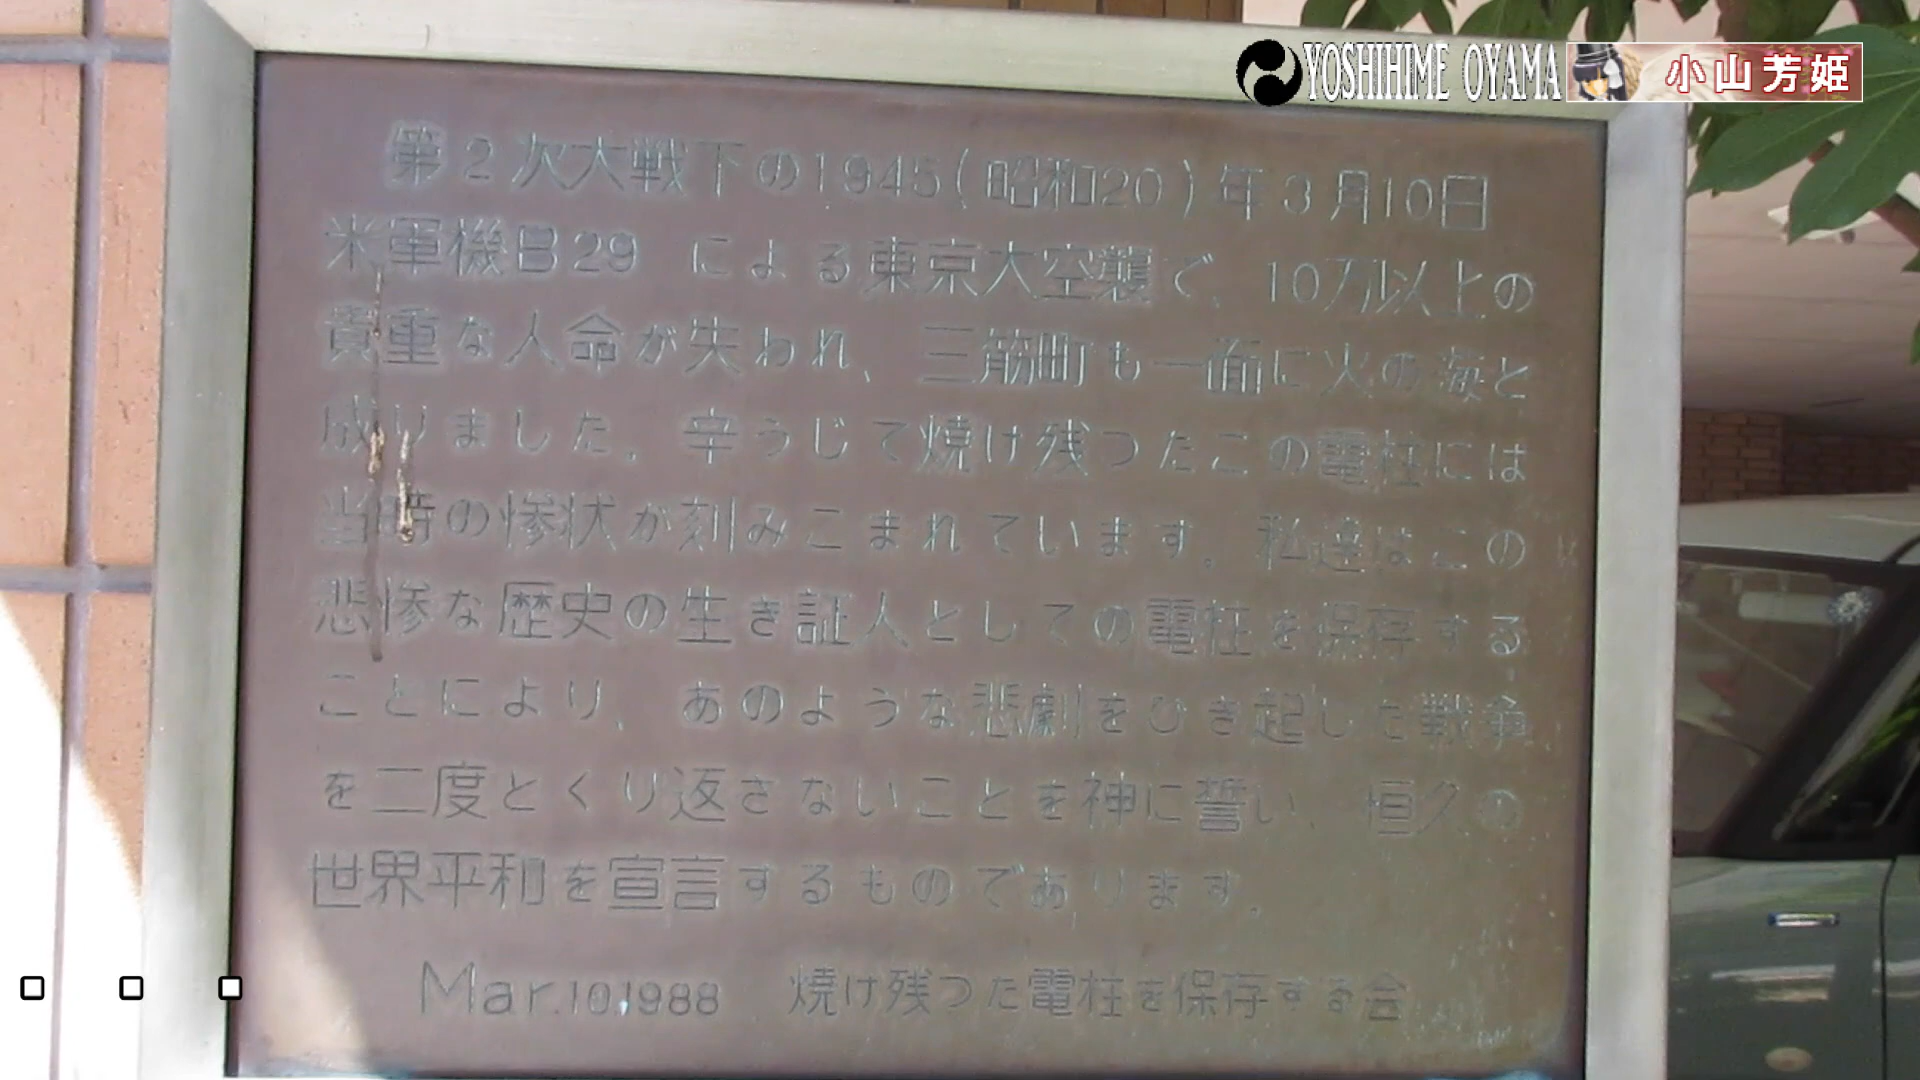 YOSHIHIME OYAMA 小山芳姫
第2次大戦下の1945(昭和20)年3月10日
米軍機B29 による東京大空襲で、10万以上の
貴重な人命が失われ、三筋町も一面に火の海と
成りました。辛うじて焼け残つたこの電柱には
当時の惨状が刻みこまれています。私達はこの
悲惨な歴史の生き証人としての電柱を保存する
ことにより、あのような悲劇をひき起した戦争
を二度とくり返さないことを神に誓い、恒久の
世界平和を宣言するものであります。
Mar.10.1988 焼け残つた電柱を保存する会